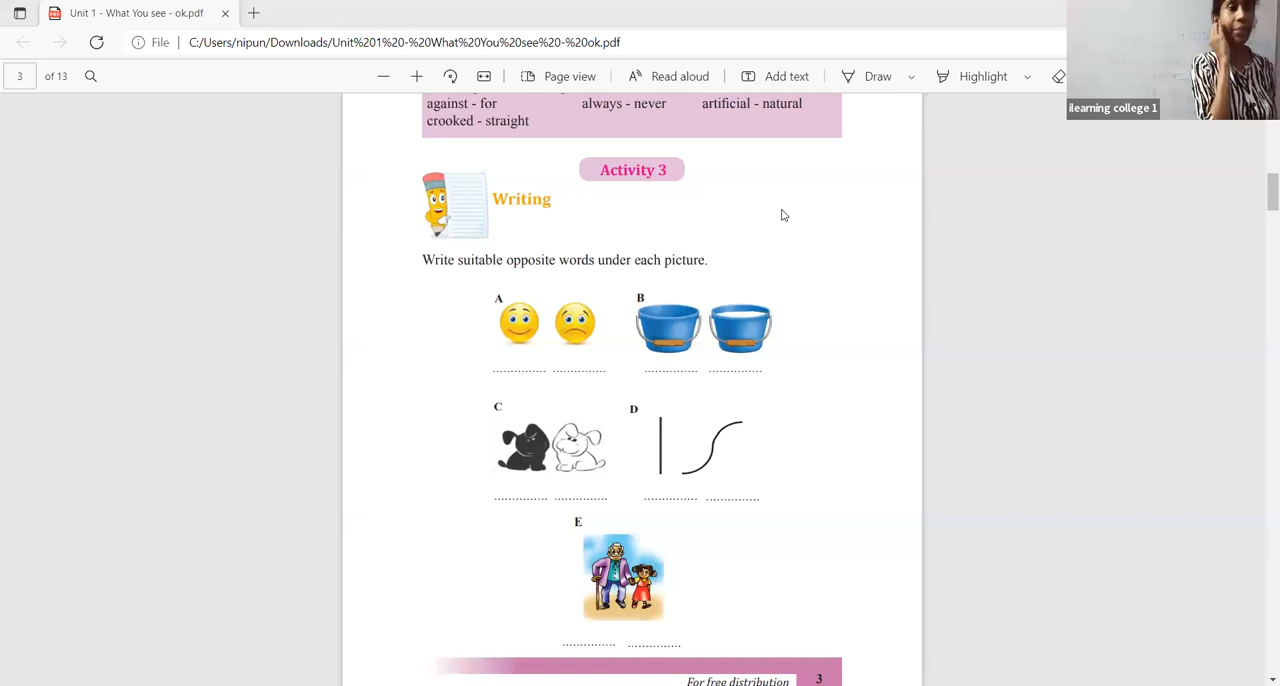 Unit 1 - What You see - ok.pdf
File | C:/Users/nipun/Downloads/Unit%201%20-%20What%20You%20see%20-%20ok.pdf
3 of 13 Page view Read aloud Add text Draw Highlight
ilearning college 1
against - for always - never artificial - natural
crooked - straight
Activity 3
Writing
Write suitable opposite words under each picture.
A B
.............. .............. .............. ..............
C D
.............. .............. .............. ..............
E
.............. ..............
For free distribution 3